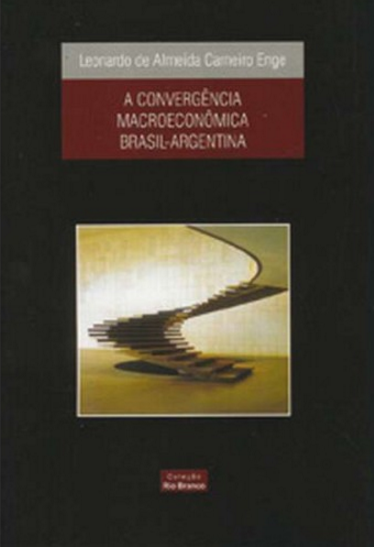 Leonardo de Almeida Carneiro Enge
A CONVERGÊNCIA
MACROECONÔMICA
BRASIL-ARGENTINA
Coleção
Rio Branco